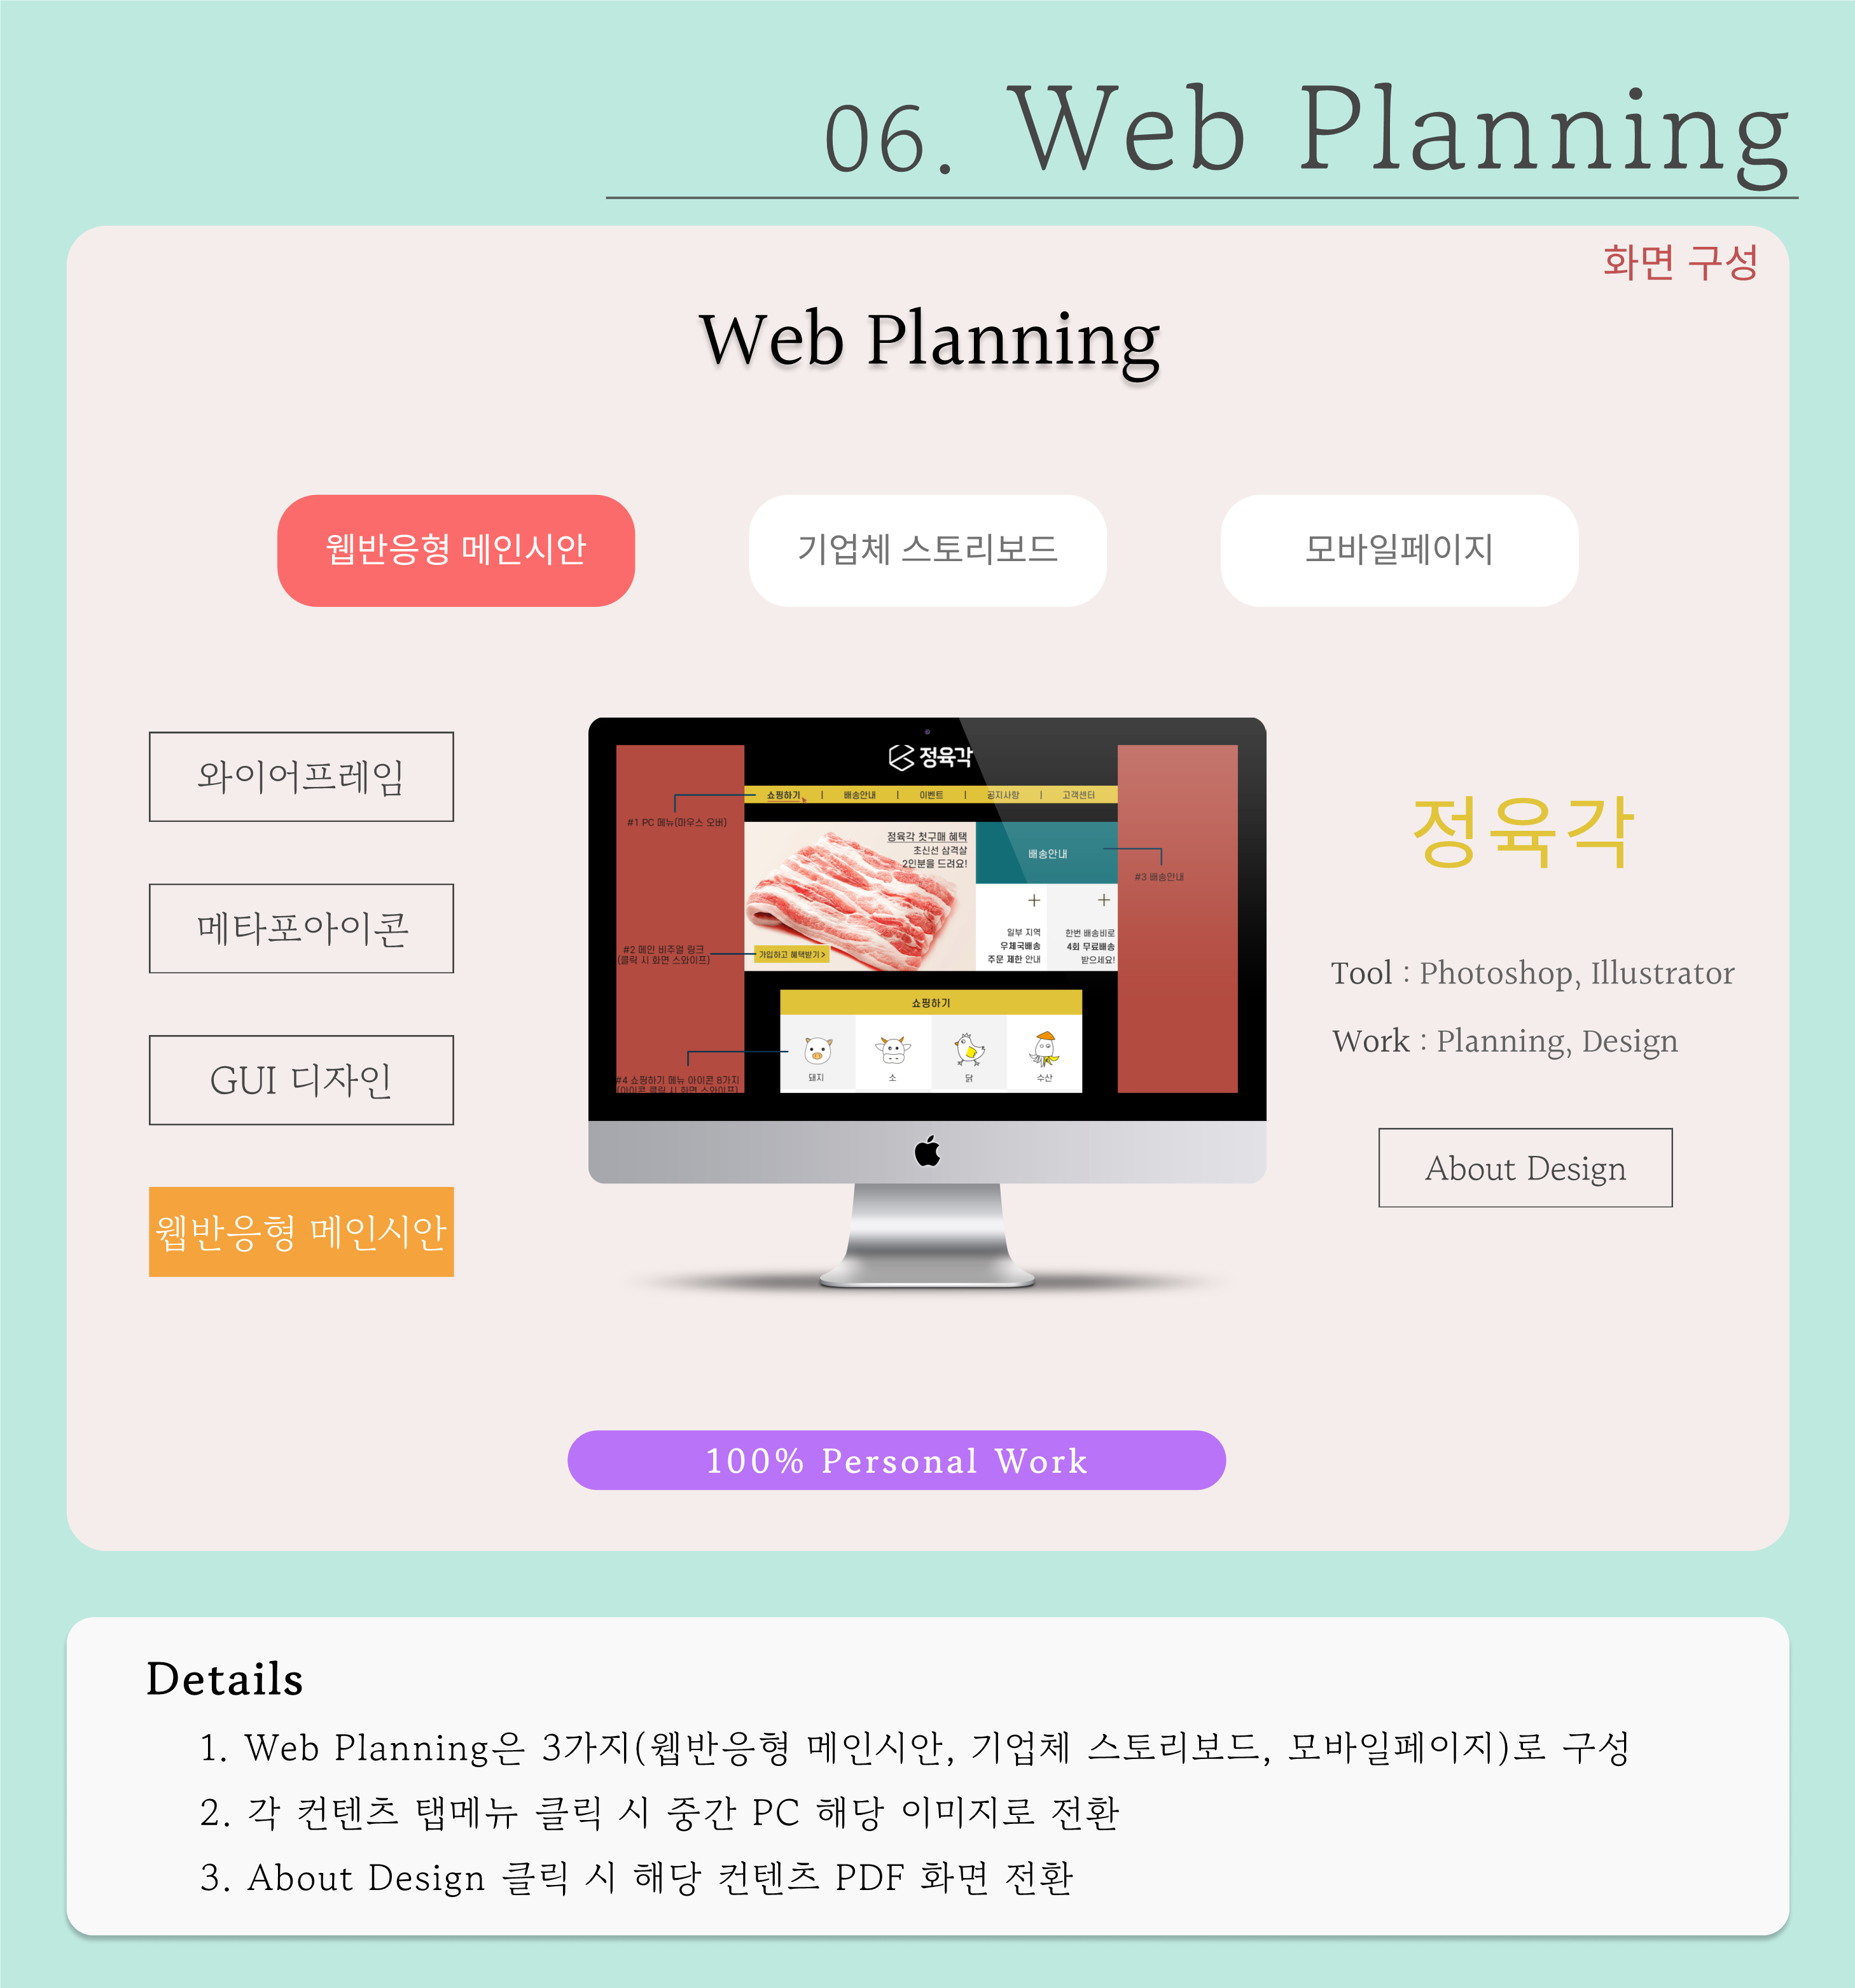 06. Web Planning
화면 구성
Web Planning
웹반응형 메인시안
기업체 스토리보드
모바일페이지
와이어프레임
메타포아이콘
GUI 디자인
웹반응형 메인시안
정육각
쇼핑하기 | 배송안내 | 이벤트 | 공지사항 | 고객센터
#1 PC 메뉴(마우스 오버)
정육각 첫구매 혜택
초신선 삼겹살
2인분을 드려요!
배송안내
#3 배송안내
#2 메인 비주얼 링크
(클릭 시 화면 스와이프)
가입하고 혜택받기 >
일부 지역
우체국배송
주문 제한 안내
한번 배송비로
4회 무료배송
받으세요!
쇼핑하기
돼지
소
닭
수산
#4 쇼핑하기 메뉴 아이콘 8가지
(아이콘 클릭 시 화면 스와이프)
정육각
Tool : Photoshop, Illustrator
Work : Planning, Design
About Design
100% Personal Work
Details
1. Web Planning은 3가지(웹반응형 메인시안, 기업체 스토리보드, 모바일페이지)로 구성
2. 각 컨텐츠 탭메뉴 클릭 시 중간 PC 해당 이미지로 전환
3. About Design 클릭 시 해당 컨텐츠 PDF 화면 전환